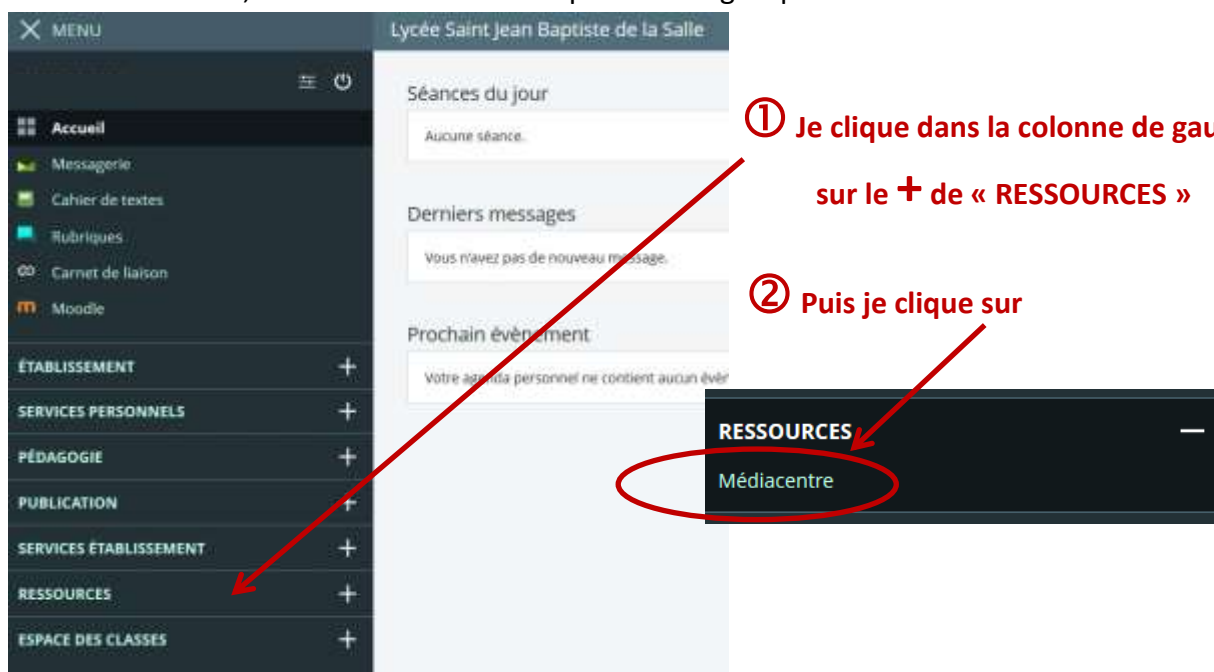 MENU
Lycée Saint Jean Baptiste de la Salle
Séances du jour
Accueil
Aucune séance.
① Je clique dans la colonne de gau
Messagerie
sur le + de « RESSOURCES »
Cahier de textes
Derniers messages
Rubriques
Vous n'avez pas de nouveau message.
Carnet de liaison
② Puis je clique sur
Moodle
Prochain évènement
ÉTABLISSEMENT +
Votre agenda personnel ne contient aucun évèn
SERVICES PERSONNELS +
RESSOURCES —
PÉDAGOGIE +
Médiacentre
PUBLICATION +
SERVICES ÉTABLISSEMENT +
RESSOURCES +
ESPACE DES CLASSES +